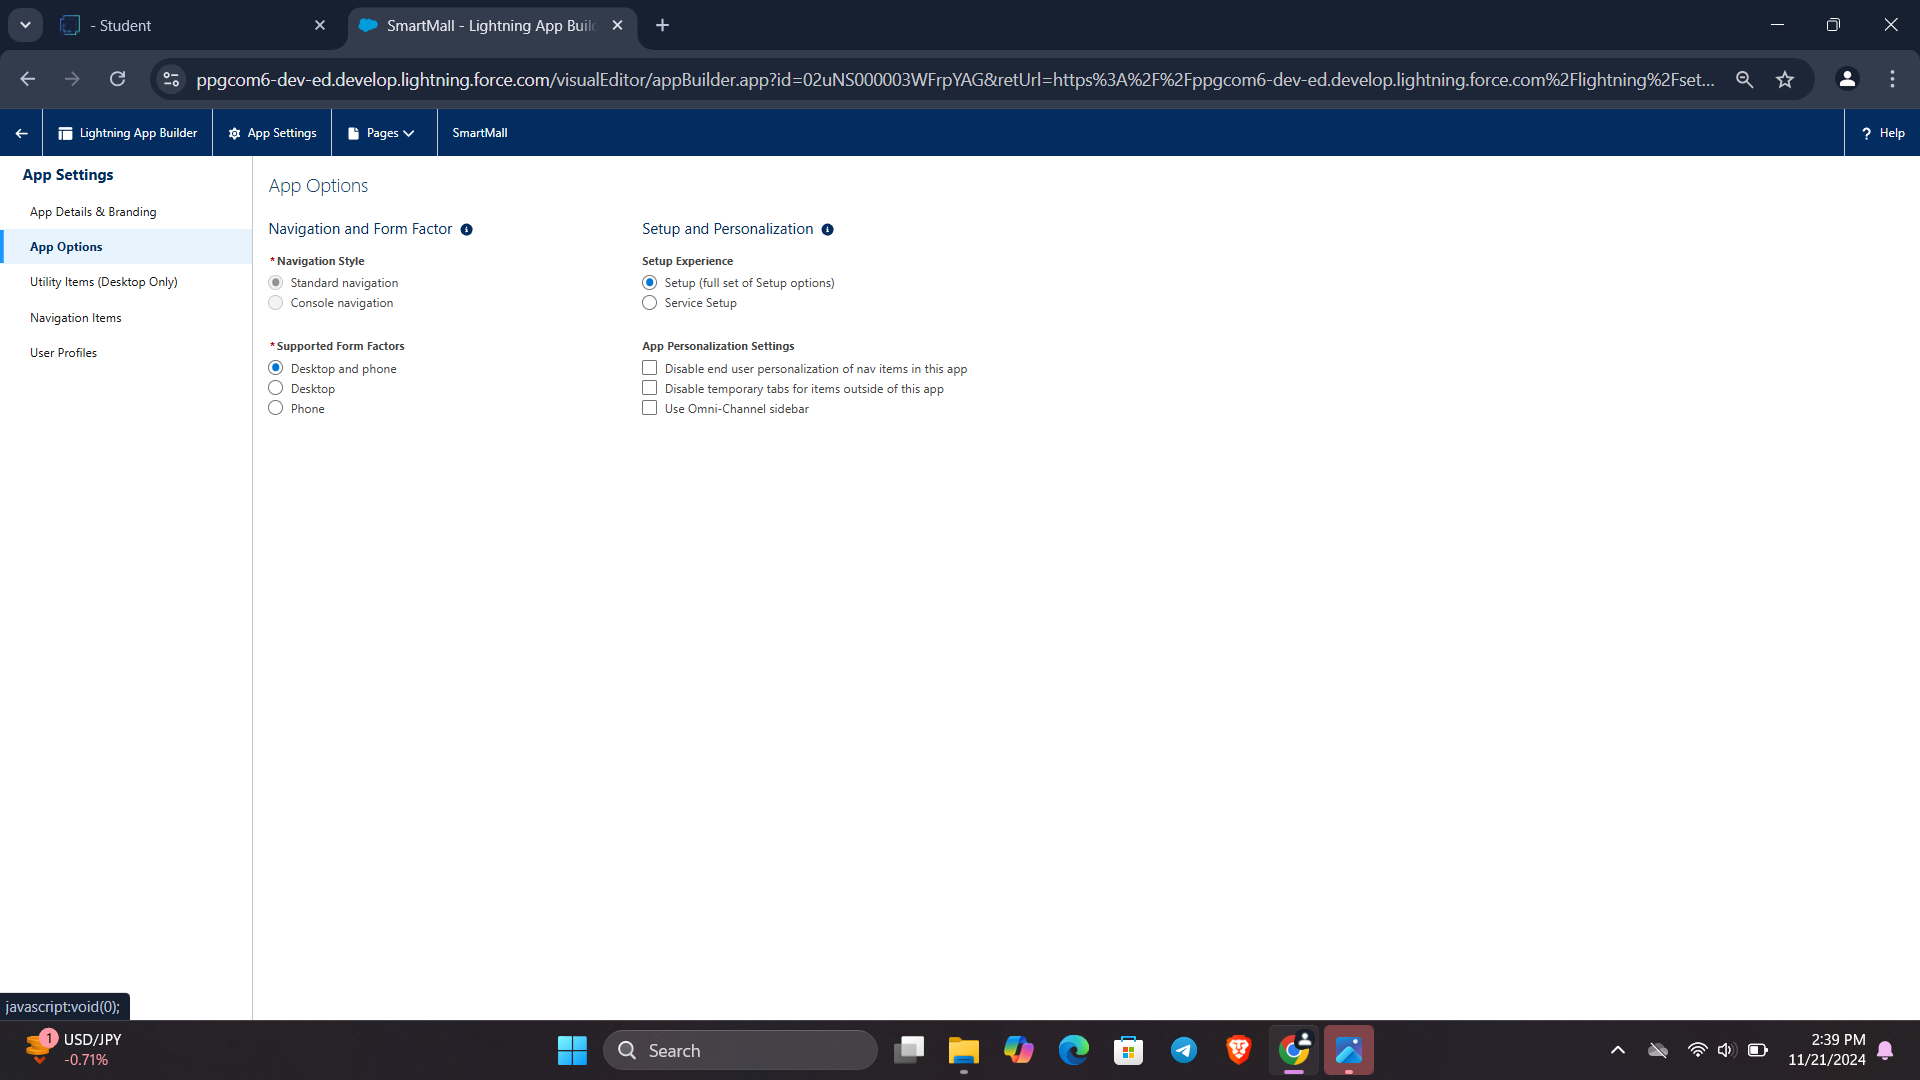 - Student
SmartMall - Lightning App Buil
ppgcom6-dev-ed.develop.lightning.force.com/visualEditor/appBuilder.app?id=02uNS000003WFrpYAG&retUrl=https%3A%2F%2Fppgcom6-dev-ed.develop.lightning.force.com%2Flightning%2Fset...
Lightning App Builder
App Settings
Pages
SmartMall
? Help
App Settings
App Details & Branding
App Options
Utility Items (Desktop Only)
Navigation Items
User Profiles
App Options
Navigation and Form Factor
*Navigation Style
Standard navigation
Console navigation
*Supported Form Factors
Desktop and phone
Desktop
Phone
Setup and Personalization
Setup Experience
Setup (full set of Setup options)
Service Setup
App Personalization Settings
Disable end user personalization of nav items in this app
Disable temporary tabs for items outside of this app
Use Omni-Channel sidebar
javascript:void(0);
1
USD/JPY
-0.71%
Search
2:39 PM
11/21/2024